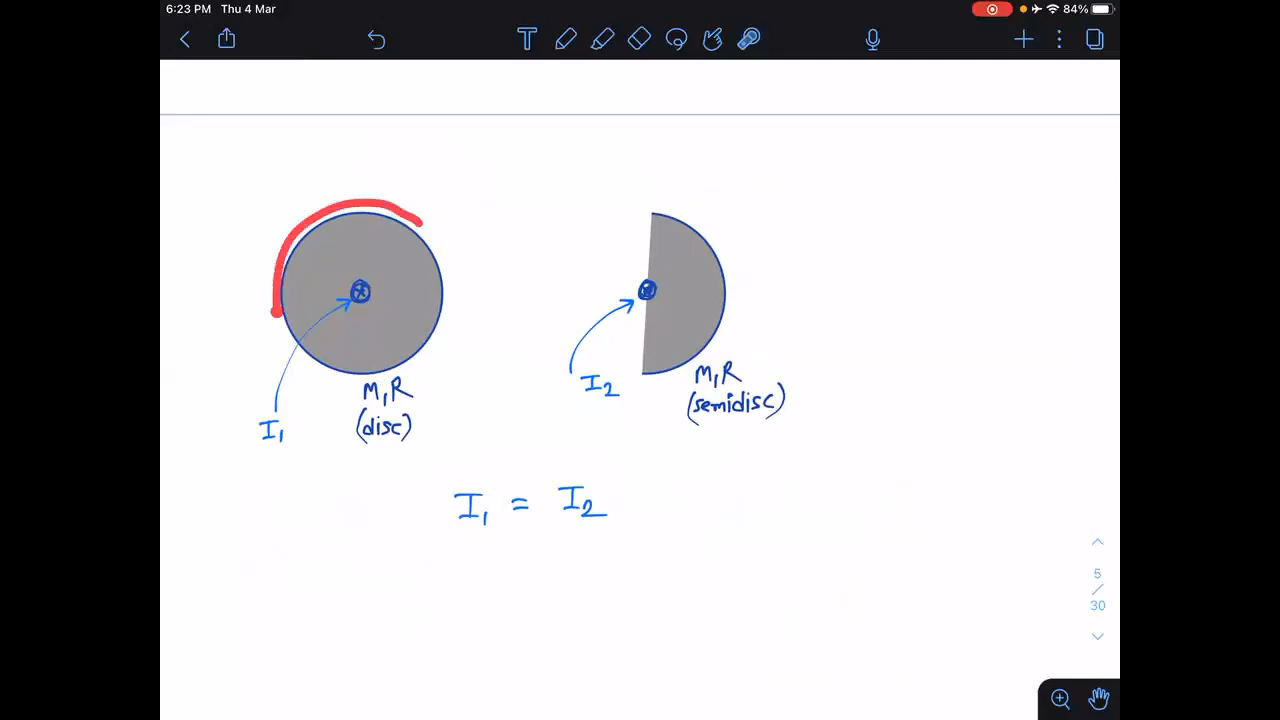 6:23 PM Thu 4 Mar
84%
M,R
(disc)
I₁
I₂
M,R
(semidisc)
I₁ = I₂
5
/
30